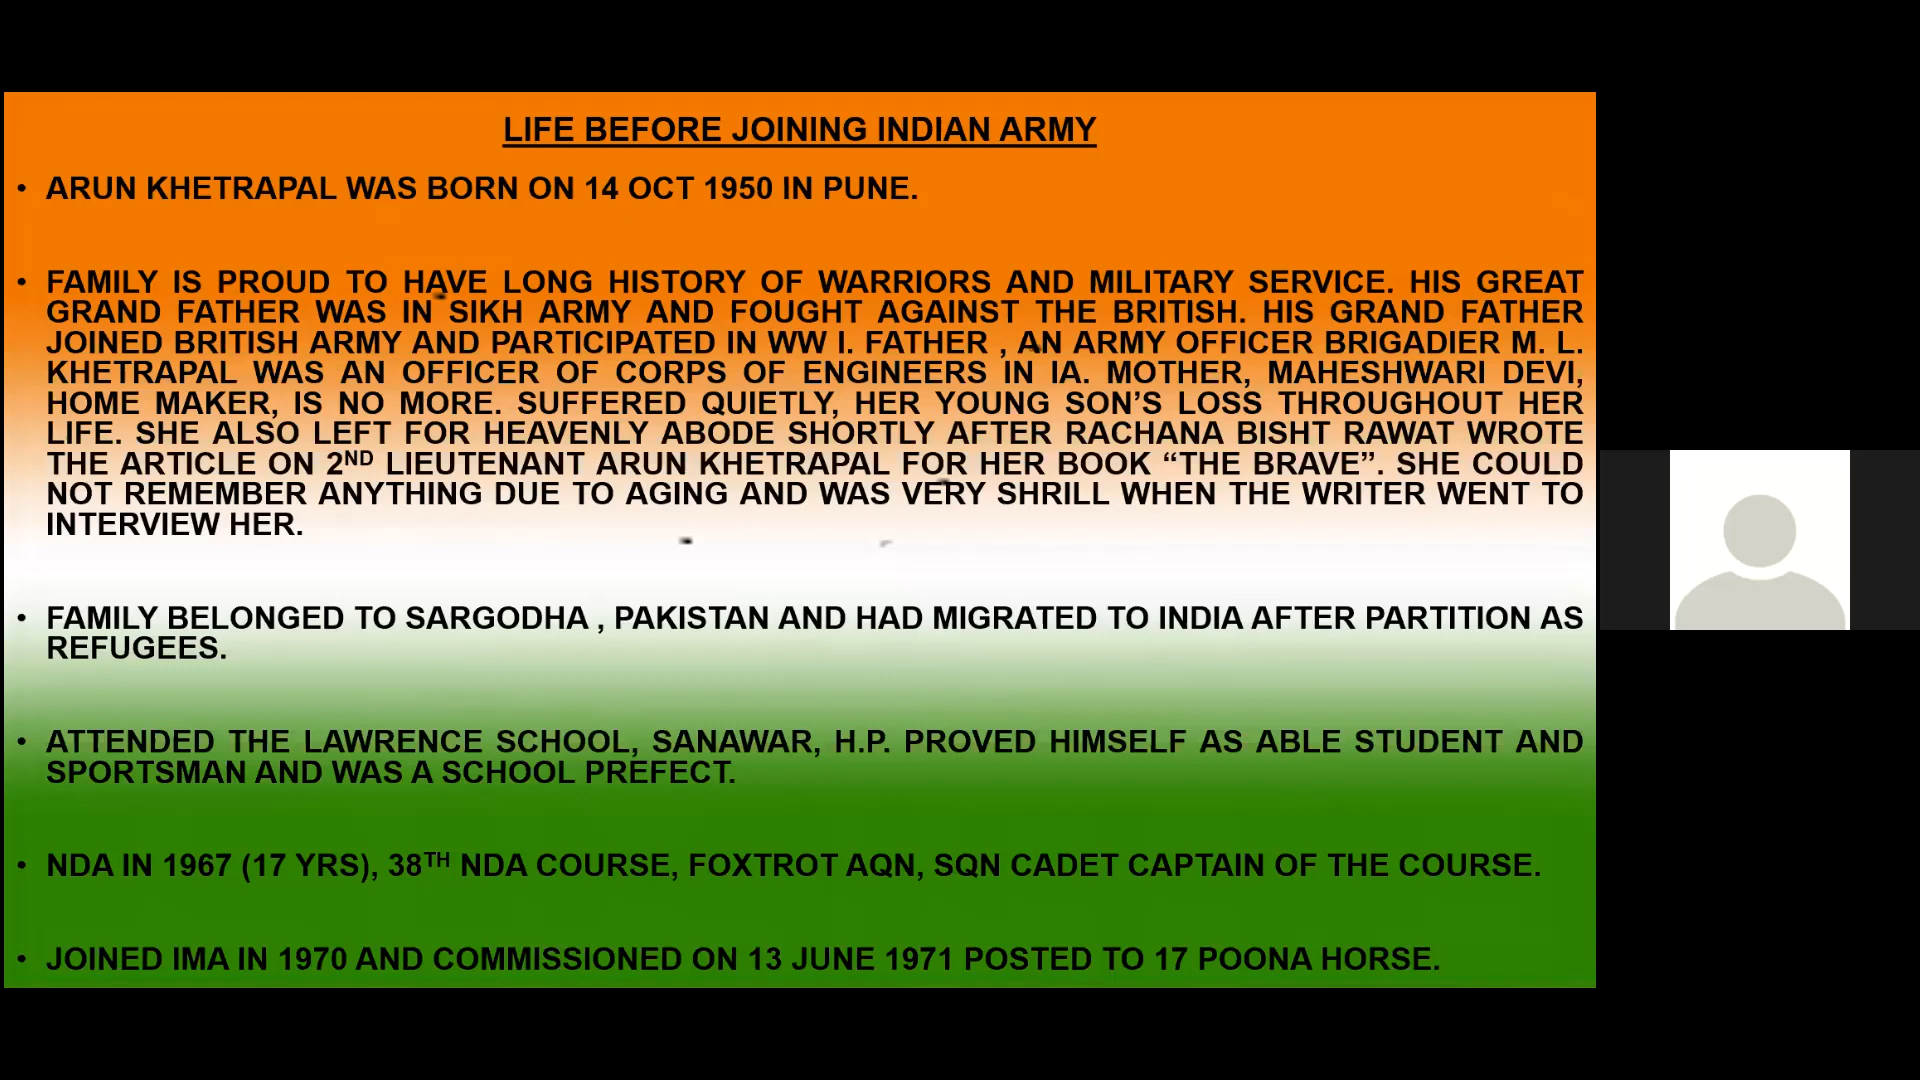 LIFE BEFORE JOINING INDIAN ARMY
• ARUN KHETRAPAL WAS BORN ON 14 OCT 1950 IN PUNE.
• FAMILY IS PROUD TO HAVE LONG HISTORY OF WARRIORS AND MILITARY SERVICE. HIS GREAT
GRAND FATHER WAS IN SIKH ARMY AND FOUGHT AGAINST THE BRITISH. HIS GRAND FATHER
JOINED BRITISH ARMY AND PARTICIPATED IN WW I. FATHER , AN ARMY OFFICER BRIGADIER M. L.
KHETRAPAL WAS AN OFFICER OF CORPS OF ENGINEERS IN IA. MOTHER, MAHESHWARI DEVI,
HOME MAKER, IS NO MORE. SUFFERED QUIETLY, HER YOUNG SON’S LOSS THROUGHOUT HER
LIFE. SHE ALSO LEFT FOR HEAVENLY ABODE SHORTLY AFTER RACHANA BISHT RAWAT WROTE
THE ARTICLE ON 2ND LIEUTENANT ARUN KHETRAPAL FOR HER BOOK “THE BRAVE”. SHE COULD
NOT REMEMBER ANYTHING DUE TO AGING AND WAS VERY SHRILL WHEN THE WRITER WENT TO
INTERVIEW HER.
• FAMILY BELONGED TO SARGODHA , PAKISTAN AND HAD MIGRATED TO INDIA AFTER PARTITION AS
REFUGEES.
• ATTENDED THE LAWRENCE SCHOOL, SANAWAR, H.P. PROVED HIMSELF AS ABLE STUDENT AND
SPORTSMAN AND WAS A SCHOOL PREFECT.
• NDA IN 1967 (17 YRS), 38TH NDA COURSE, FOXTROT AQN, SQN CADET CAPTAIN OF THE COURSE.
• JOINED IMA IN 1970 AND COMMISSIONED ON 13 JUNE 1971 POSTED TO 17 POONA HORSE.